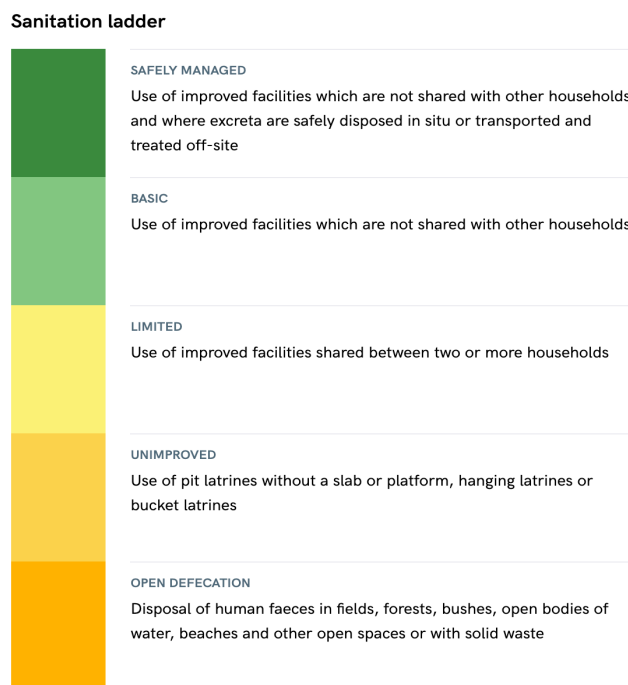 Sanitation ladder
SAFELY MANAGED
Use of improved facilities which are not shared with other households
and where excreta are safely disposed in situ or transported and
treated off-site
BASIC
Use of improved facilities which are not shared with other households
LIMITED
Use of improved facilities shared between two or more households
UNIMPROVED
Use of pit latrines without a slab or platform, hanging latrines or
bucket latrines
OPEN DEFECATION
Disposal of human faeces in fields, forests, bushes, open bodies of
water, beaches and other open spaces or with solid waste